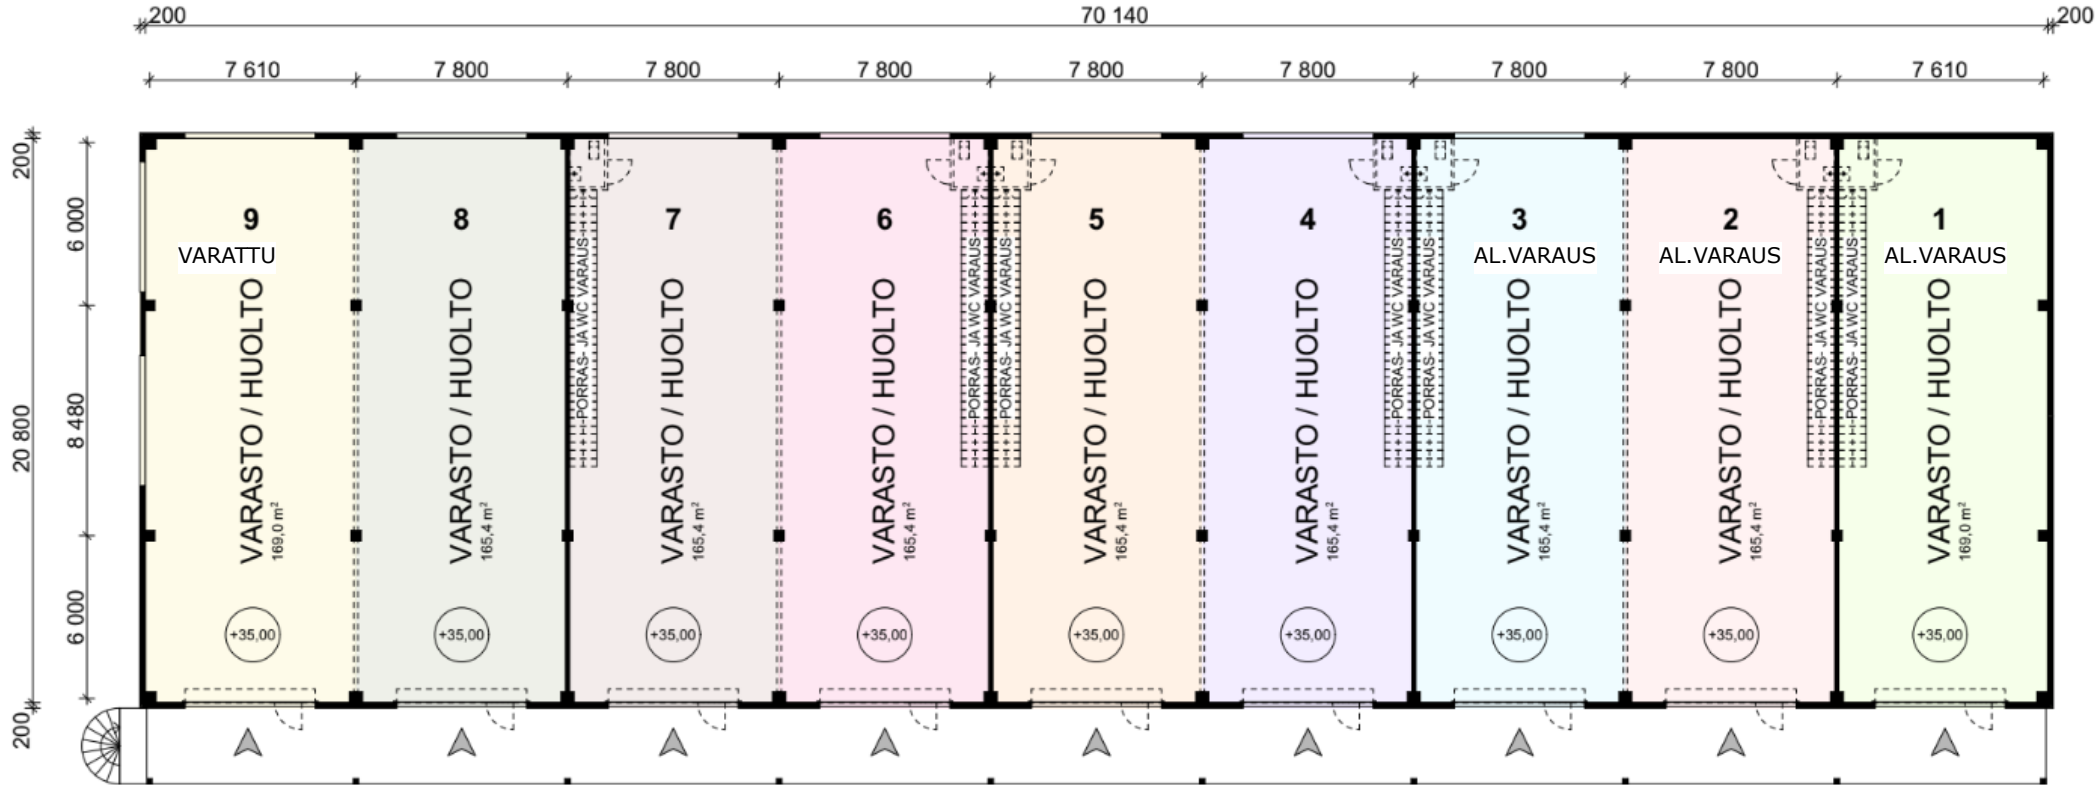 200 70 140 200
7 610 7 800 7 800 7 800 7 800 7 800 7 800 7 800 7 610
200
6 000
8 480
20 800
6 000
200
9
VARATTU
VARASTO / HUOLTO
169,0 m²
+35,00
8
VARASTO / HUOLTO
165,4 m²
+35,00
7
PORRAS- JA WC VARAUS
VARASTO / HUOLTO
165,4 m²
+35,00
6
PORRAS- JA WC VARAUS
VARASTO / HUOLTO
165,4 m²
+35,00
5
PORRAS- JA WC VARAUS
VARASTO / HUOLTO
165,4 m²
+35,00
4
PORRAS- JA WC VARAUS
VARASTO / HUOLTO
165,4 m²
+35,00
3
AL.VARAUS
PORRAS- JA WC VARAUS
VARASTO / HUOLTO
165,4 m²
+35,00
2
AL.VARAUS
PORRAS- JA WC VARAUS
VARASTO / HUOLTO
165,4 m²
+35,00
1
AL.VARAUS
PORRAS- JA WC VARAUS
VARASTO / HUOLTO
169,0 m²
+35,00